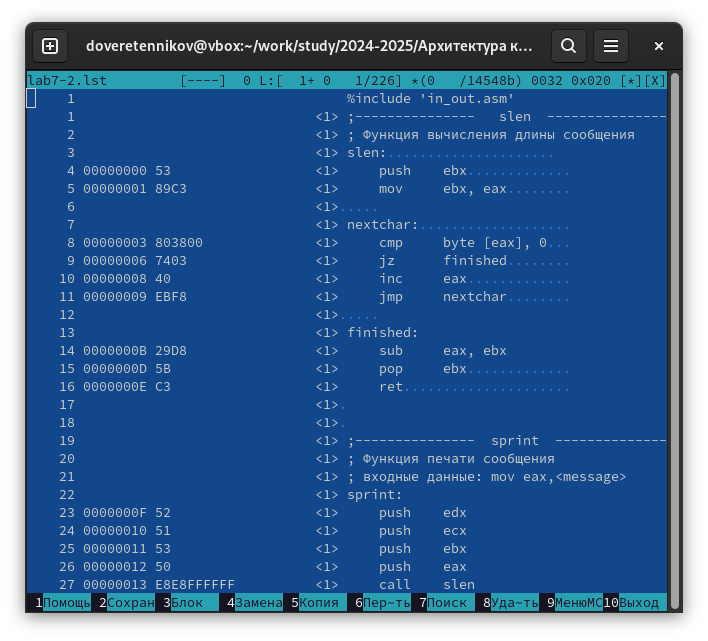 doveretennikov@vbox:~/work/study/2024-2025/Архитектура к...
lab7-2.lst [----] 0 L:[ 1+ 0 1/226] *(0 /14548b) 0032 0x020 [*][X]
1 %include 'in_out.asm'
1 <1> ;--------------- slen ---------------
2 <1> ; Функция вычисления длины сообщения
3 <1> slen:.....................
4 00000000 53 <1> push ebx.............
5 00000001 89C3 <1> mov ebx, eax........
6 <1>.....
7 <1> nextchar:...................
8 00000003 803800 <1> cmp byte [eax], 0...
9 00000006 7403 <1> jz finished........
10 00000008 40 <1> inc eax.............
11 00000009 EBF8 <1> jmp nextchar........
12 <1>.....
13 <1> finished:
14 0000000B 29D8 <1> sub eax, ebx
15 0000000D 5B <1> pop ebx.............
16 0000000E C3 <1> ret.....................
17 <1>.
18 <1>.
19 <1> ;--------------- sprint --------------
20 <1> ; Функция печати сообщения
21 <1> ; входные данные: mov eax,<message>
22 <1> sprint:
23 0000000F 52 <1> push edx
24 00000010 51 <1> push ecx
25 00000011 53 <1> push ebx
26 00000012 50 <1> push eax
27 00000013 E8E8FFFFFF <1> call slen
1Помощь 2Сохран 3Блок 4Замена 5Копия 6Пер~ть 7Поиск 8Уда~ть 9МенюMC 10Выход